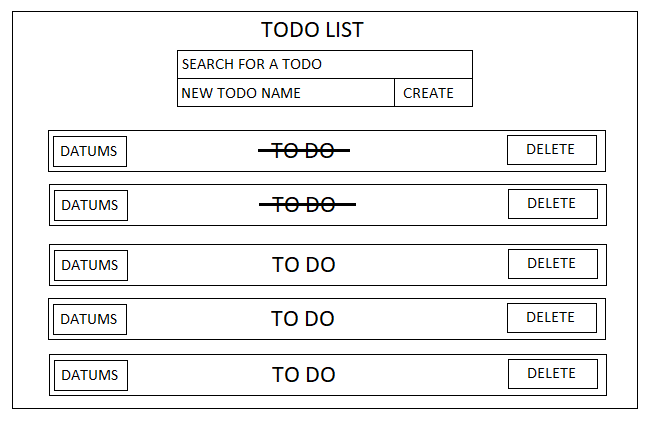 TODO LIST
SEARCH FOR A TODO
NEW TODO NAME CREATE
DATUMS TO DO DELETE
DATUMS TO DO DELETE
DATUMS TO DO DELETE
DATUMS TO DO DELETE
DATUMS TO DO DELETE